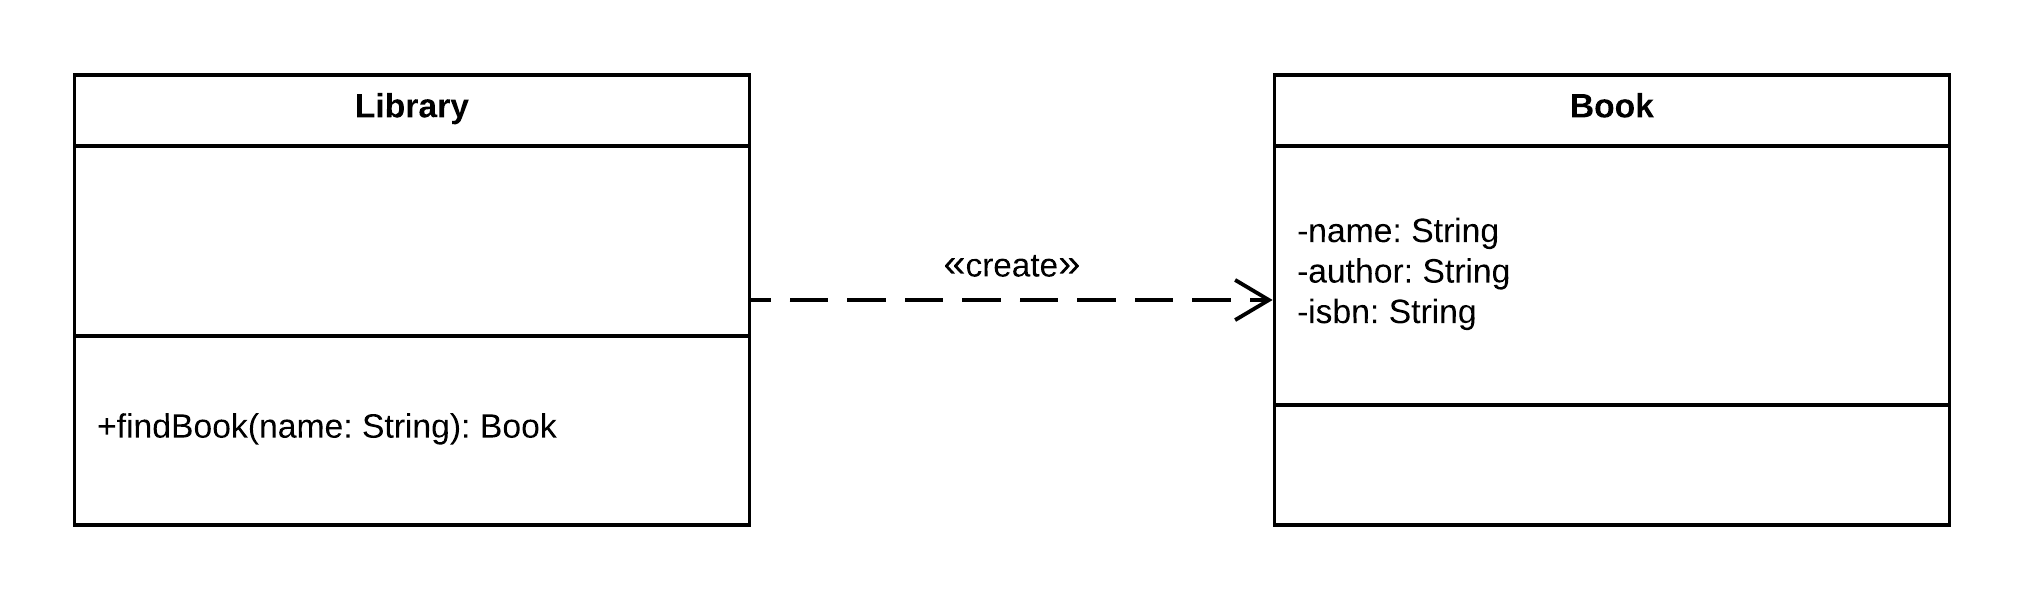 Library
+findBook(name: String): Book
«create»
Book
-name: String
-author: String
-isbn: String